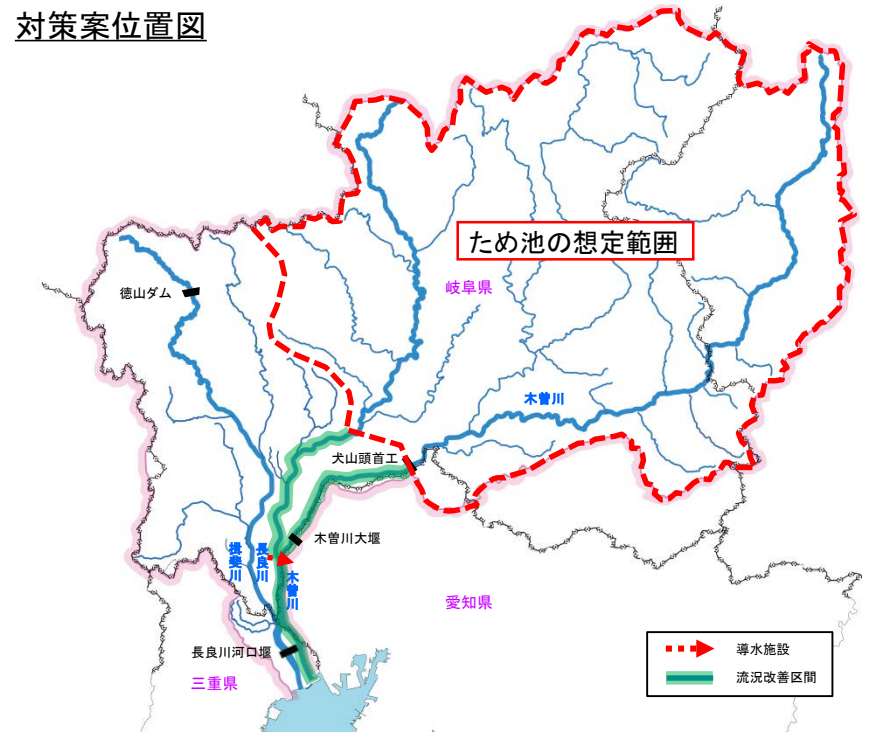 対策案位置図
ため池の想定範囲
岐阜県
徳山ダム
木曽川
犬山頭首工
木曽川大堰
揖斐川
長良川
木曽川
愛知県
長良川河口堰
三重県
導水施設
流況改善区間